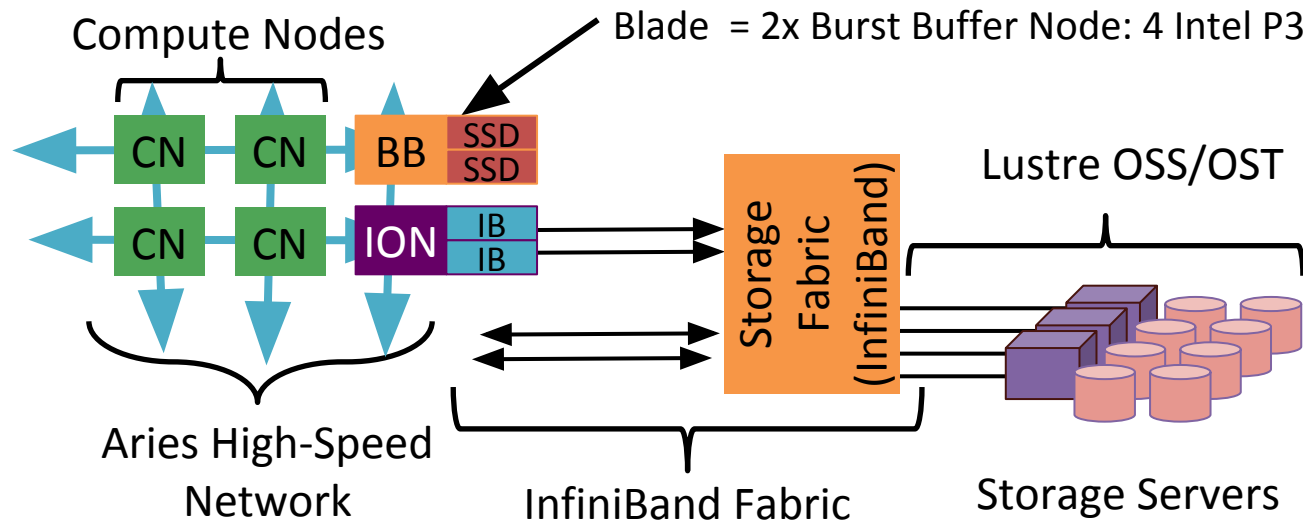 Compute Nodes
Blade = 2x Burst Buffer Node: 4 Intel P3
CN CN BB SSD
SSD
CN CN ION IB
IB
Storage
Fabric
(InfiniBand)
Lustre OSS/OST
Aries High-Speed
Network
InfiniBand Fabric
Storage Servers